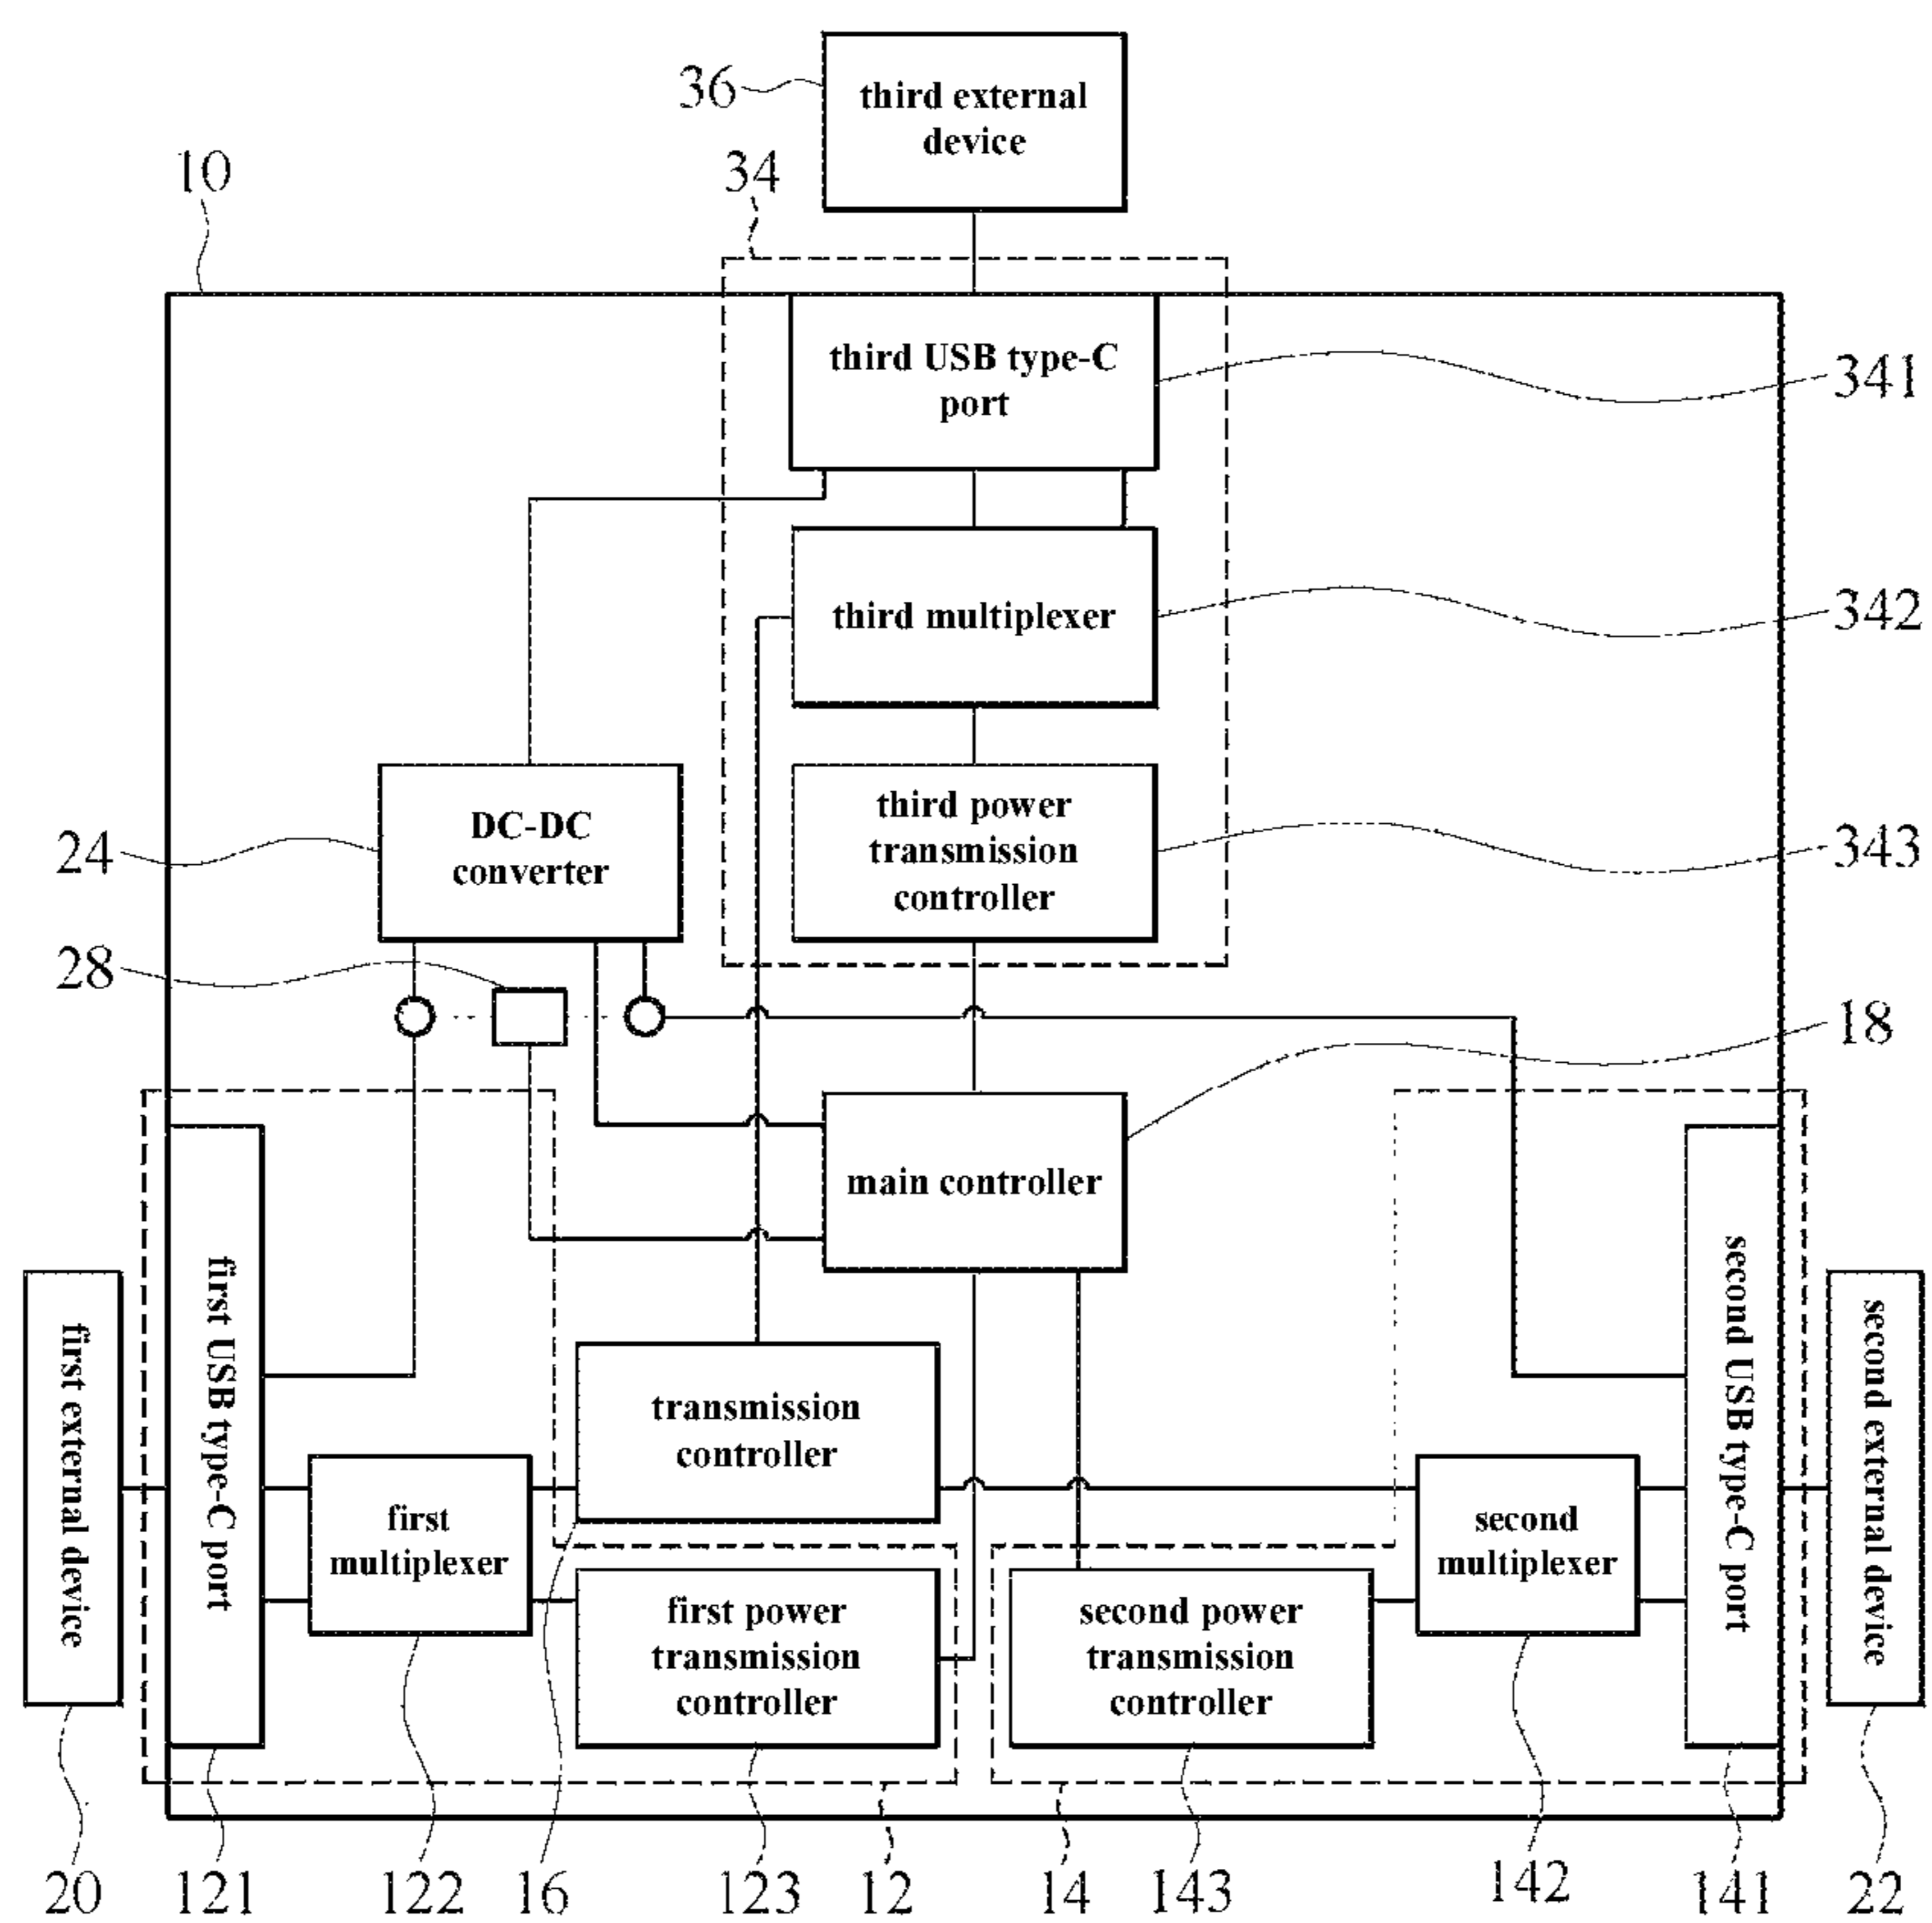 36
third external
device
10
34
third USB type-C
port
341
third multiplexer
342
DC-DC
converter
24
third power
transmission
controller
343
28
18
main controller
first external device
first USB type-C port
second USB type-C port
second external device
transmission
controller
first
multiplexer
second
multiplexer
first power
transmission
controller
second power
transmission
controller
20
121
122
16
123
12
14
143
142
141
22